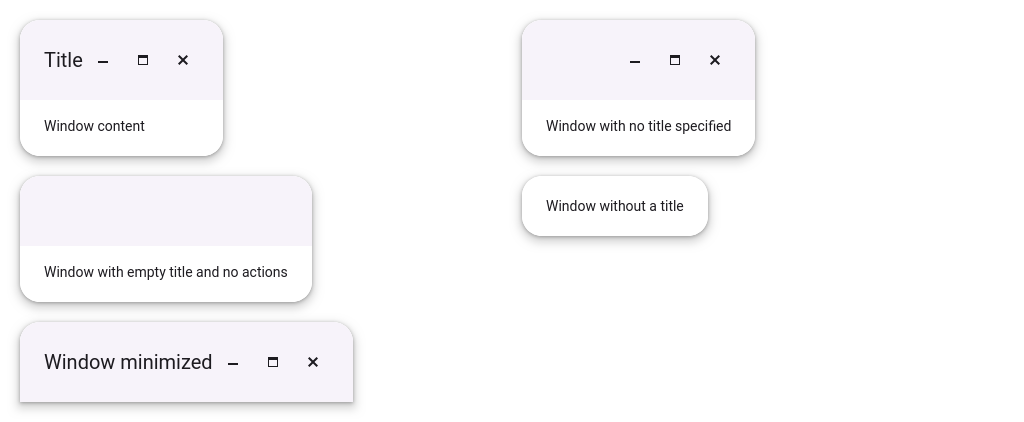 Title
Window content
Window with no title specified
Window with empty title and no actions
Window without a title
Window minimized